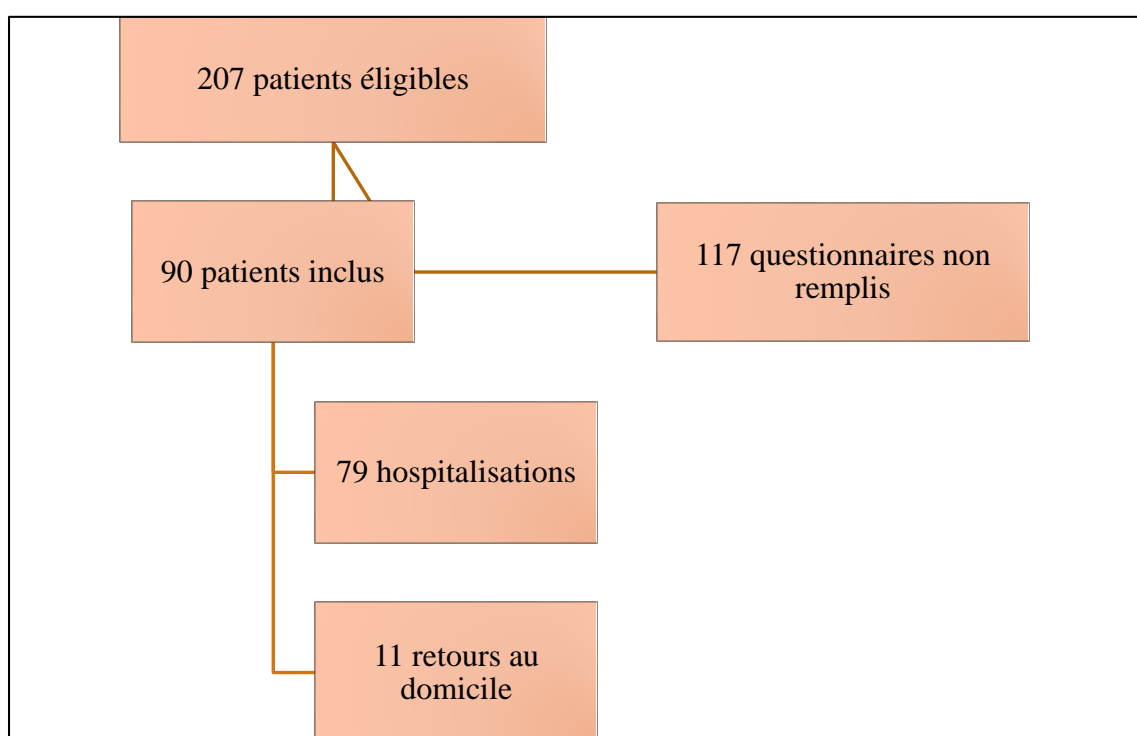 207 patients éligibles
90 patients inclus
117 questionnaires non
remplis
79 hospitalisations
11 retours au
domicile